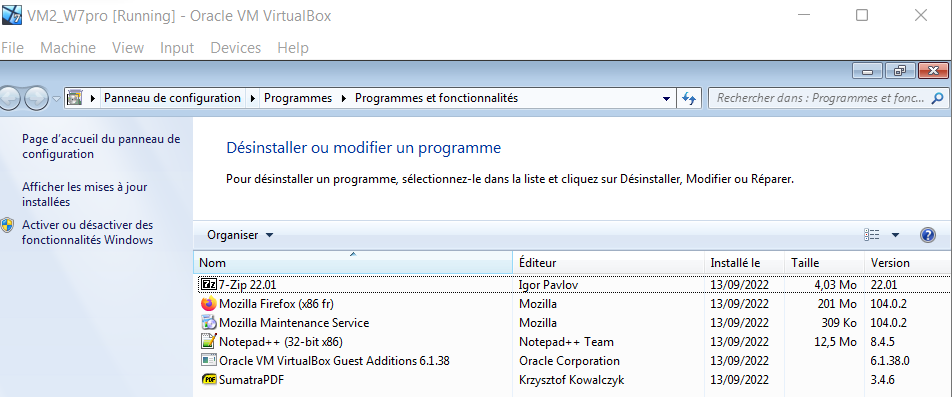 VM2_W7pro [Running] - Oracle VM VirtualBox
File Machine View Input Devices Help
Panneau de configuration Programmes Programmes et fonctionnalités Rechercher dans : Programmes et fonc...
Page d'accueil du panneau de
configuration
Afficher les mises à jour
installées
Activer ou désactiver des
fonctionnalités Windows
Désinstaller ou modifier un programme
Pour désinstaller un programme, sélectionnez-le dans la liste et cliquez sur Désinstaller, Modifier ou Réparer.
Organiser
Nom Éditeur Installé le Taille Version
7-Zip 22.01 Igor Pavlov 13/09/2022 4,03 Mo 22.01
Mozilla Firefox (x86 fr) Mozilla 13/09/2022 201 Mo 104.0.2
Mozilla Maintenance Service Mozilla 13/09/2022 309 Ko 104.0.2
Notepad++ (32-bit x86) Notepad++ Team 13/09/2022 12,5 Mo 8.4.5
Oracle VM VirtualBox Guest Additions 6.1.38 Oracle Corporation 13/09/2022 6.1.38.0
SumatraPDF Krzysztof Kowalczyk 13/09/2022 3.4.6